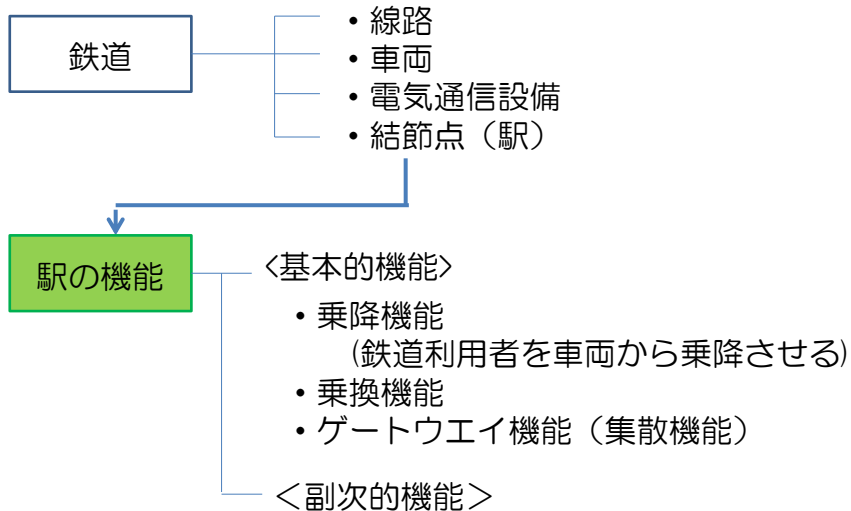 鉄道
・線路
・車両
・電気通信設備
・結節点（駅）
駅の機能
<基本的機能>
・乗降機能
(鉄道利用者を車両から乗降させる)
・乗換機能
・ゲートウエイ機能（集散機能）
＜副次的機能＞